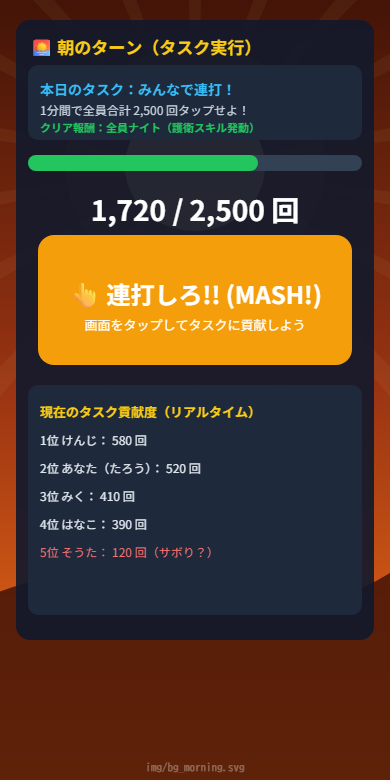 🌅 朝のターン（タスク実行）
本日のタスク：みんなで連打！
1分間で全員合計 2,500 回タップせよ！
クリア報酬：全員ナイト（護衛スキル発動）
1,720 / 2,500 回
👆 連打しろ!! (MASH!)
画面をタップしてタスクに貢献しよう
現在のタスク貢献度（リアルタイム）
1位 けんじ： 580 回
2位 あなた（たろう）： 520 回
3位 みく： 410 回
4位 はなこ： 390 回
5位 そうた： 120 回（サボり？）
img/bg_morning.svg